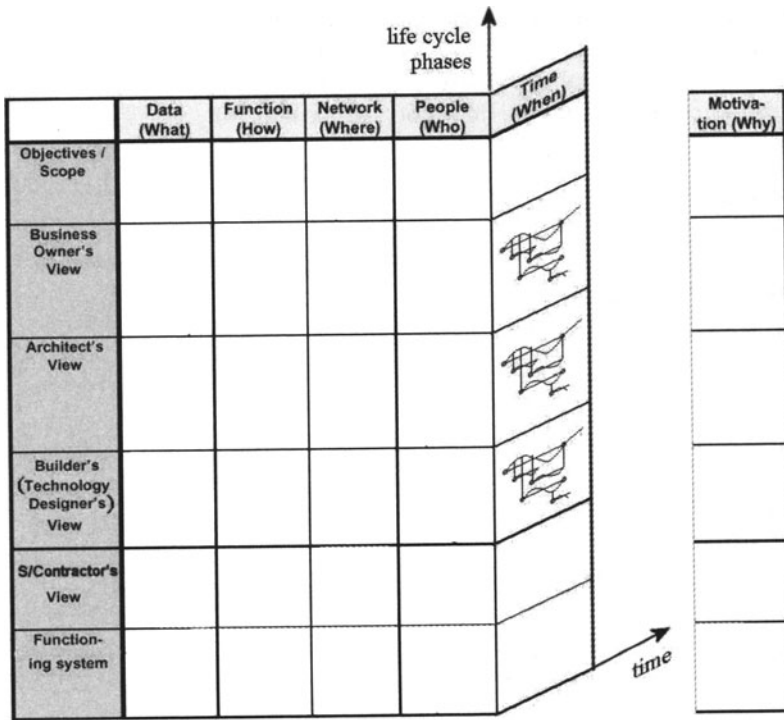 life cycle
phases
Data
(What)
Function
(How)
Network
(Where)
People
(Who)
Time
(When)
Motiva-
tion (Why)
Objectives /
Scope
Business
Owner's
View
Architect's
View
Builder's
(Technology
Designer's)
View
S/Contractor's
View
Function-
ing system
time